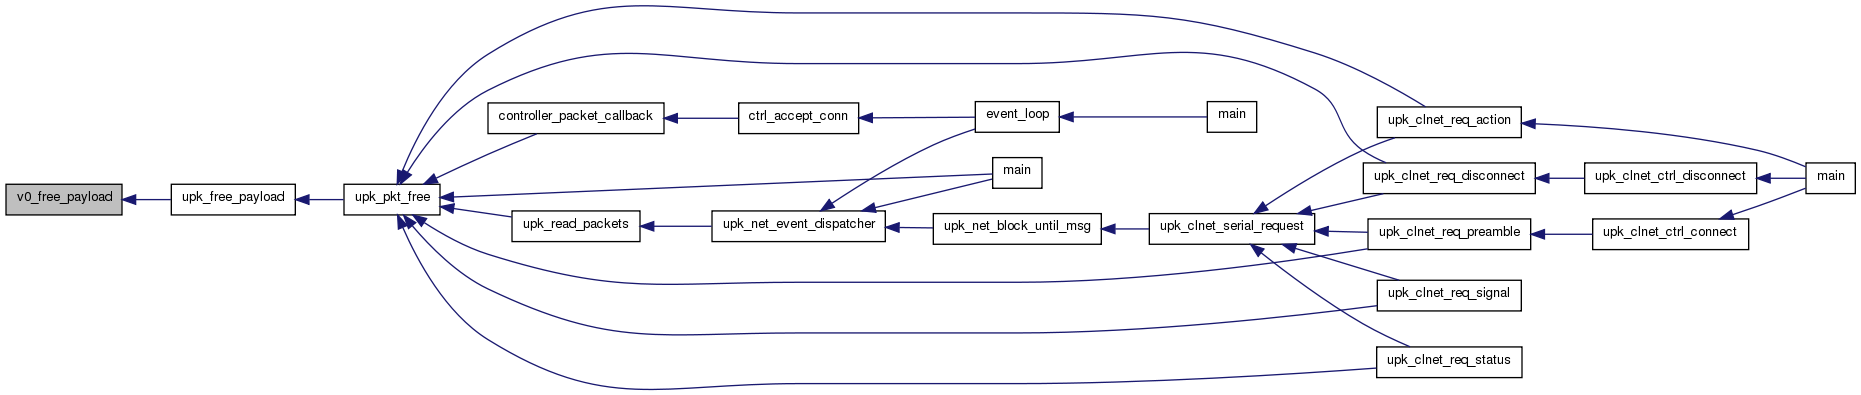 v0_free_payload
upk_free_payload
upk_pkt_free
controller_packet_callback
ctrl_accept_conn
event_loop
main
main
upk_read_packets
upk_net_event_dispatcher
upk_net_block_until_msg
upk_clnet_serial_request
upk_clnet_req_action
upk_clnet_req_disconnect
upk_clnet_ctrl_disconnect
main
upk_clnet_req_preamble
upk_clnet_ctrl_connect
upk_clnet_req_signal
upk_clnet_req_status